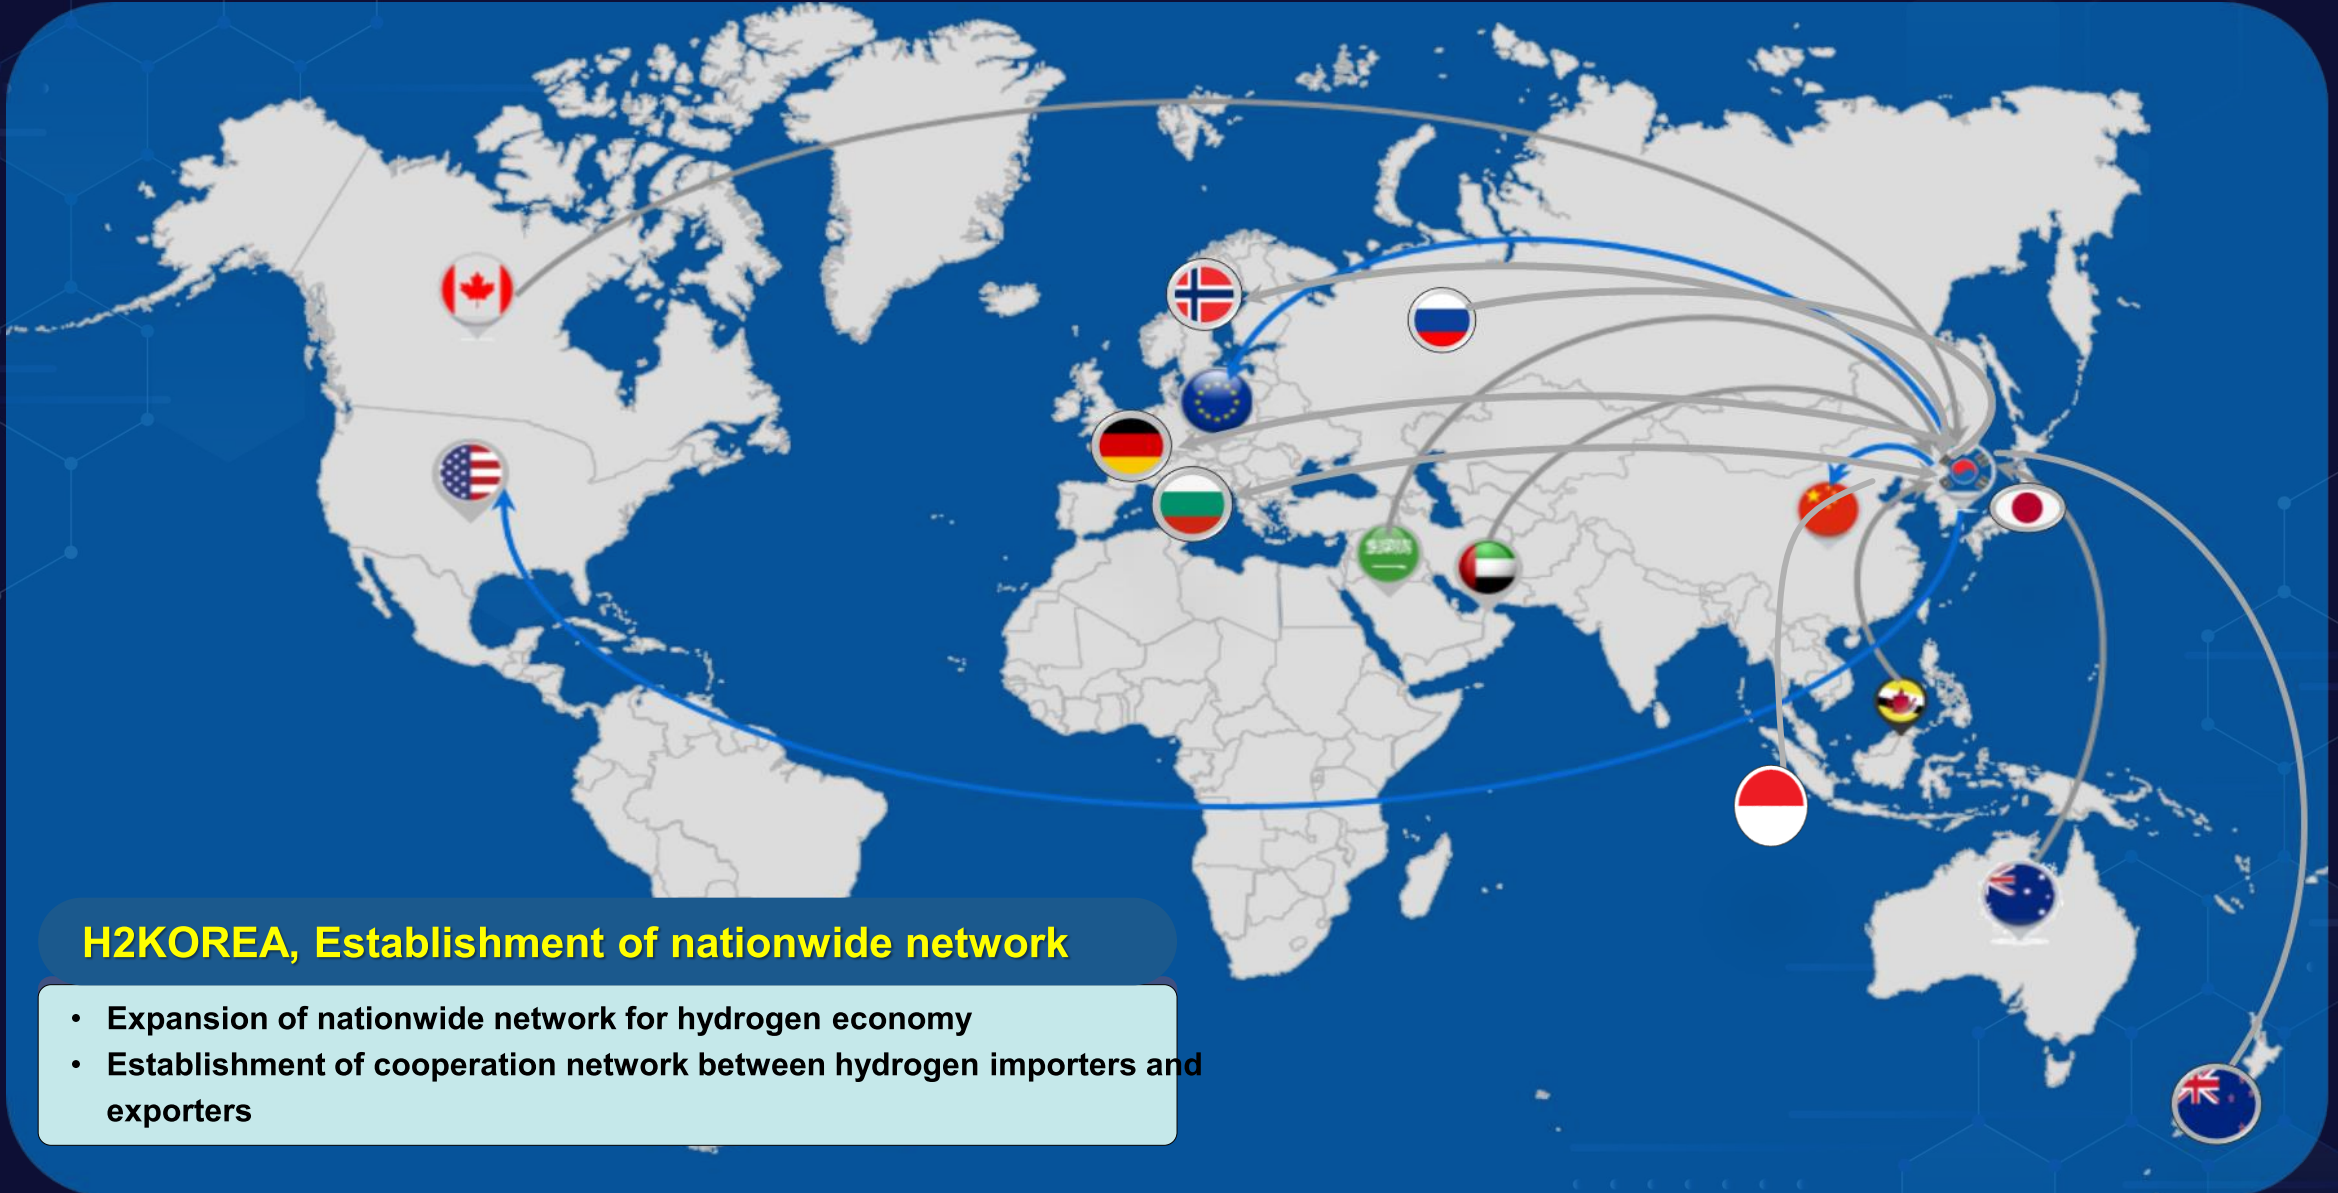 H2KOREA, Establishment of nationwide network
• Expansion of nationwide network for hydrogen economy
• Establishment of cooperation network between hydrogen importers and
exporters